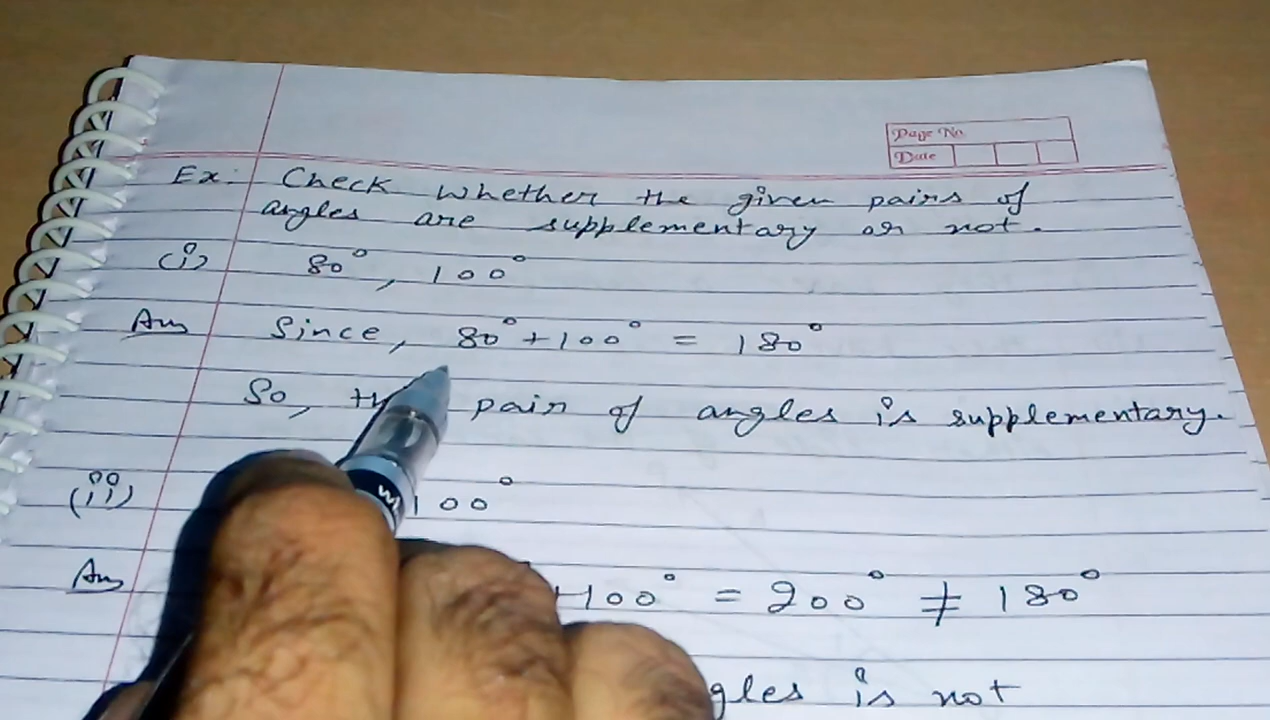 Page No
Date
Ex: Check whether the given pairs of
angles are supplementary or not.
(i) 80°, 100°
Ans Since, 80° + 100° = 180°
So, pair of angles is supplementary.
(ii) 100°
Ans +100° = 200° ≠ 180°
is not